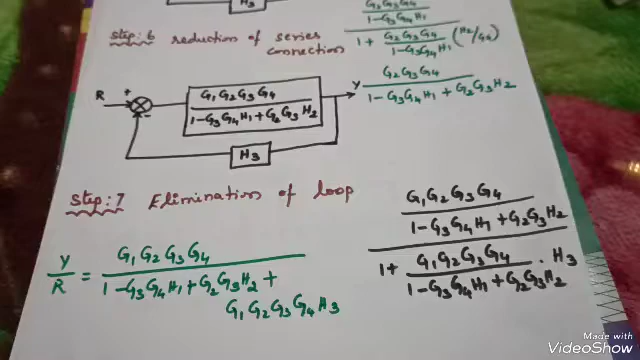 H3
G2G3G4
1-G3G4H1
1 + G2G3G4 (H2/G4)
1-G3G4H1
Step: 6 reduction of series connection
R + - G1G2G3G4 Y
1-G3G4H1+G2G3H2
H3
G2G3G4
1-G3G4H1+G2G3H2
Step: 7 Elimination of loop
Y/R = G1G2G3G4
1-G3G4H1+G2G3H2 +
G1G2G3G4H3
G1G2G3G4
1-G3G4H1+G2G3H2
1+ G1G2G3G4 . H3
1-G3G4H1+G2G3H2
Made with
VideoShow